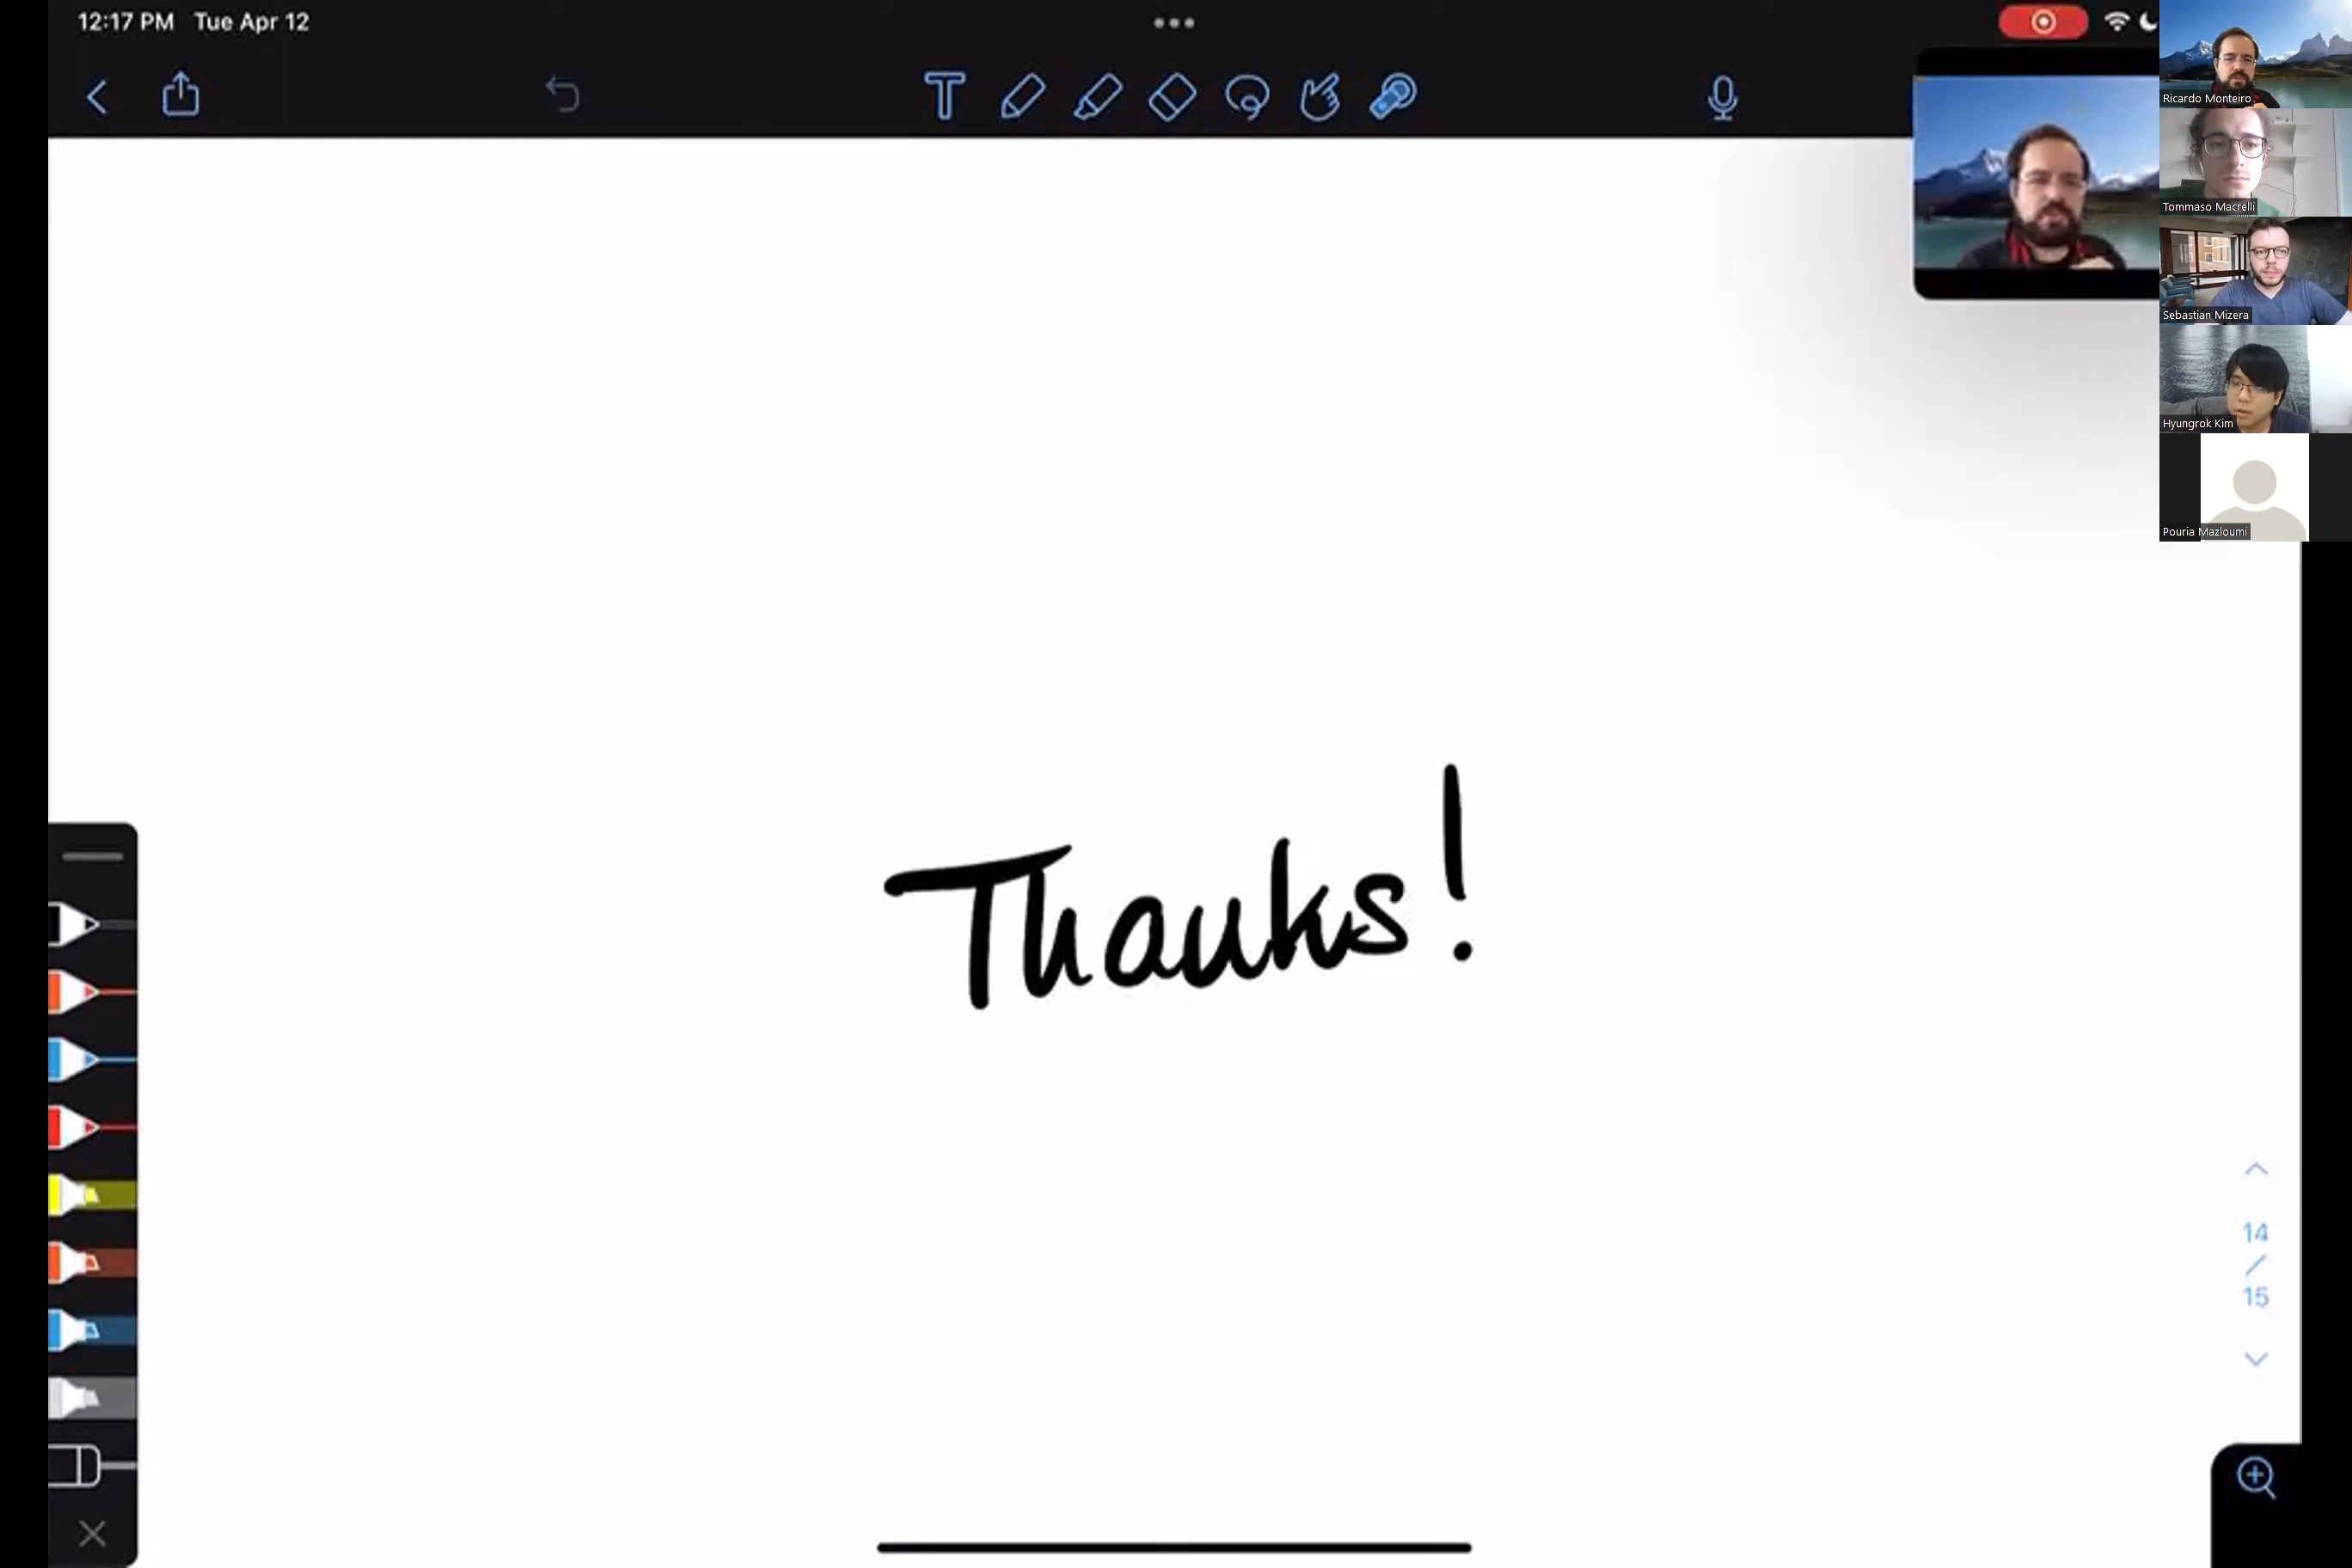 12:17 PM Tue Apr 12
Ricardo Monteiro
Tommaso Macrelli
Sebastian Mizera
Hyungrok Kim
Pouria Mazloumi
Thanks!
14
/
15